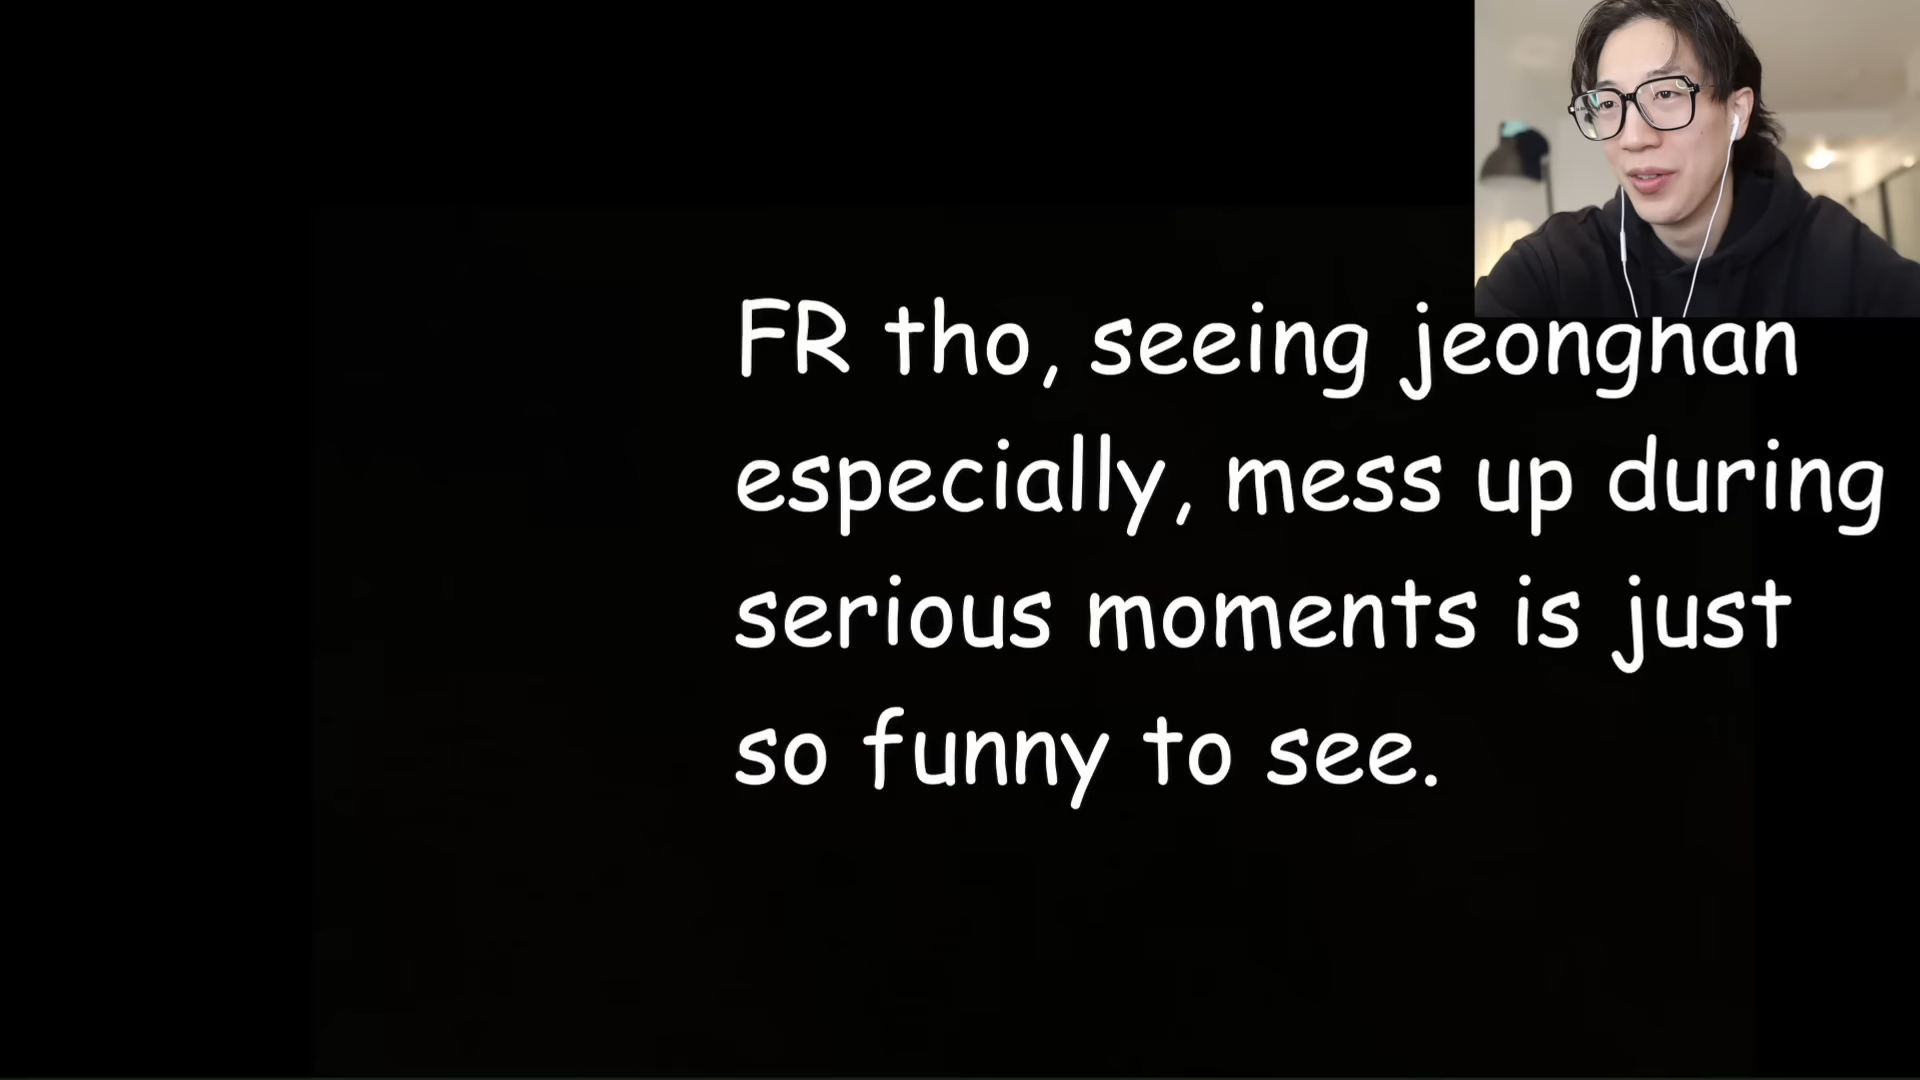 FR tho, seeing jeonghan
especially, mess up during
serious moments is just
so funny to see.